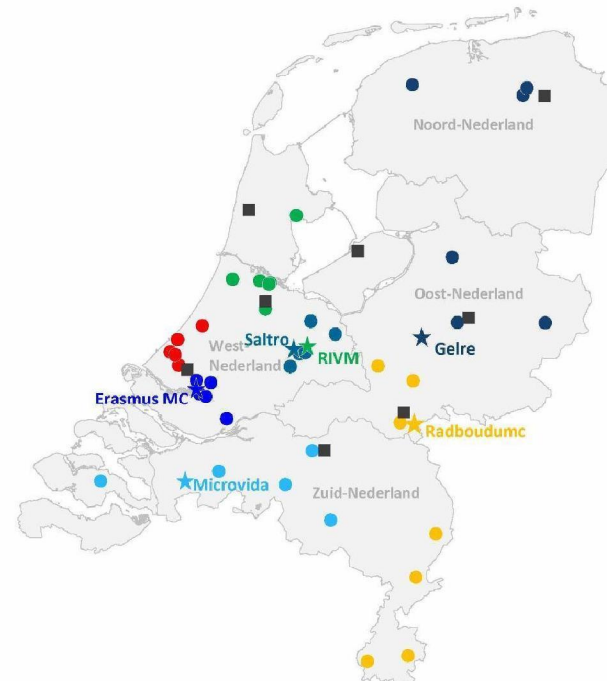 Noord-Nederland
Oost-Nederland
Saltro
West-
Nederland
RIVM
Gelre
Erasmus MC
Radboudumc
Microvida
Zuid-Nederland